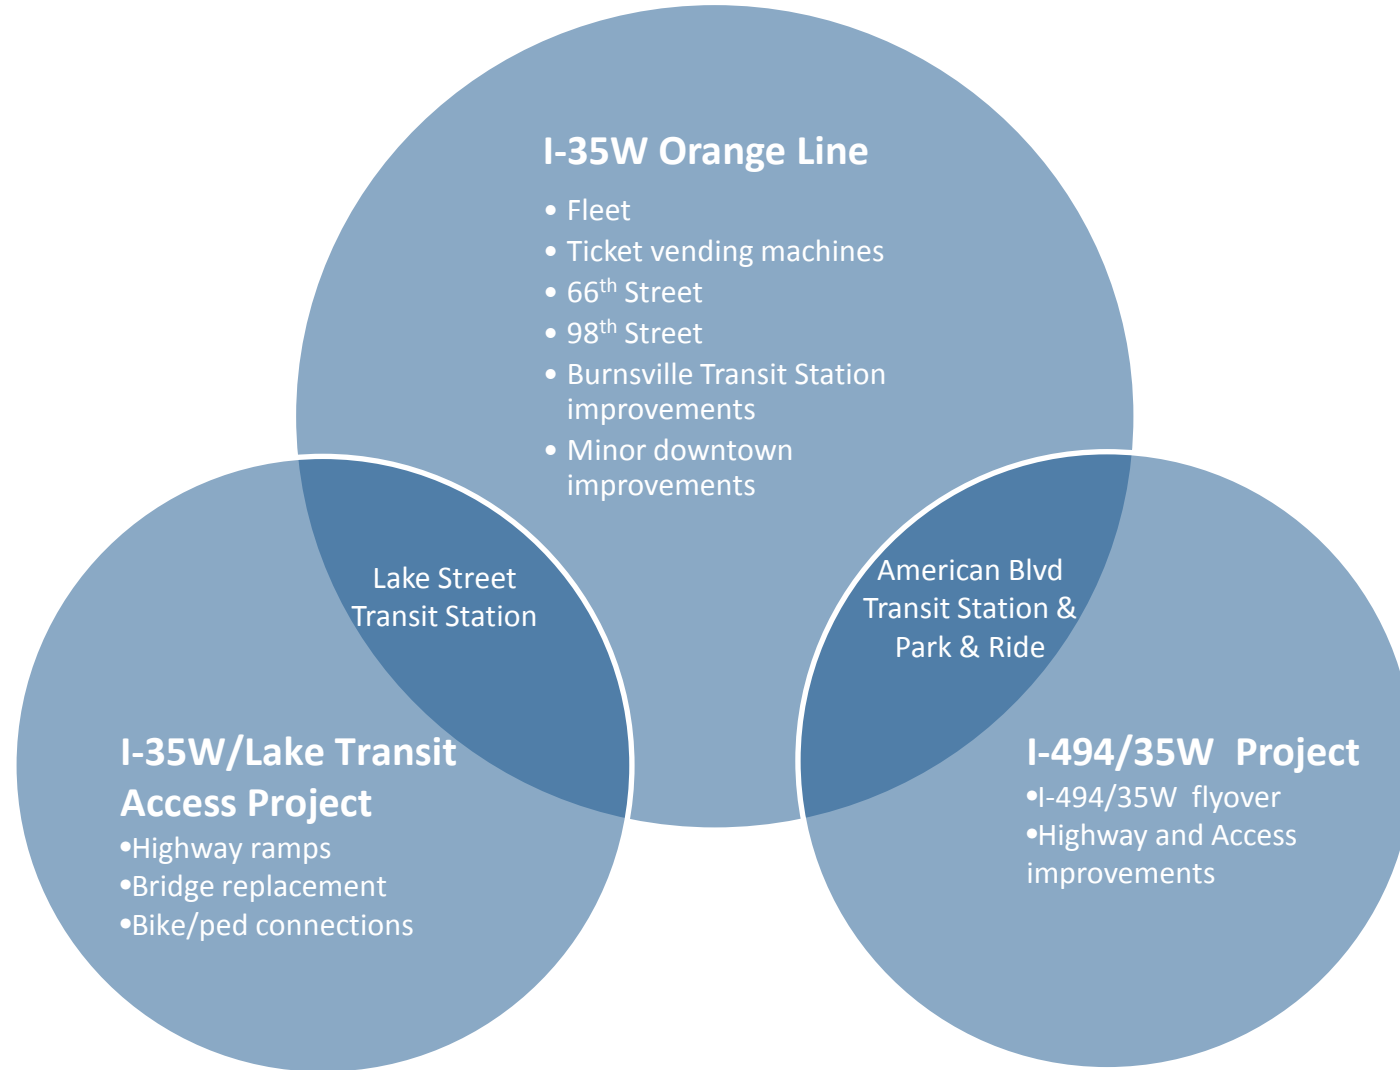 I-35W Orange Line
• Fleet
• Ticket vending machines
• 66th Street
• 98th Street
• Burnsville Transit Station
improvements
• Minor downtown
improvements
Lake Street
Transit Station
American Blvd
Transit Station &
Park & Ride
I-35W/Lake Transit
Access Project
•Highway ramps
•Bridge replacement
•Bike/ped connections
I-494/35W  Project
•I-494/35W  flyover
•Highway and Access
improvements